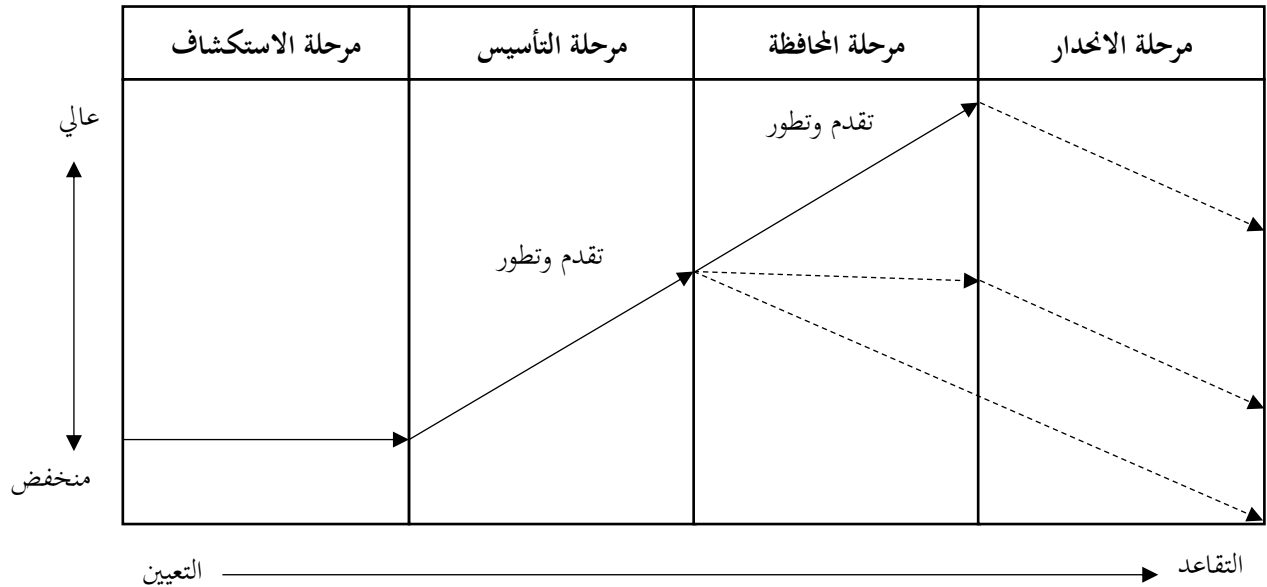 مرحلة الاستكشاف
مرحلة التأسيس
مرحلة المحافظة
مرحلة الانحدار
عالي
تقدم وتطور
تقدم وتطور
منخفض
التعيين
التقاعد